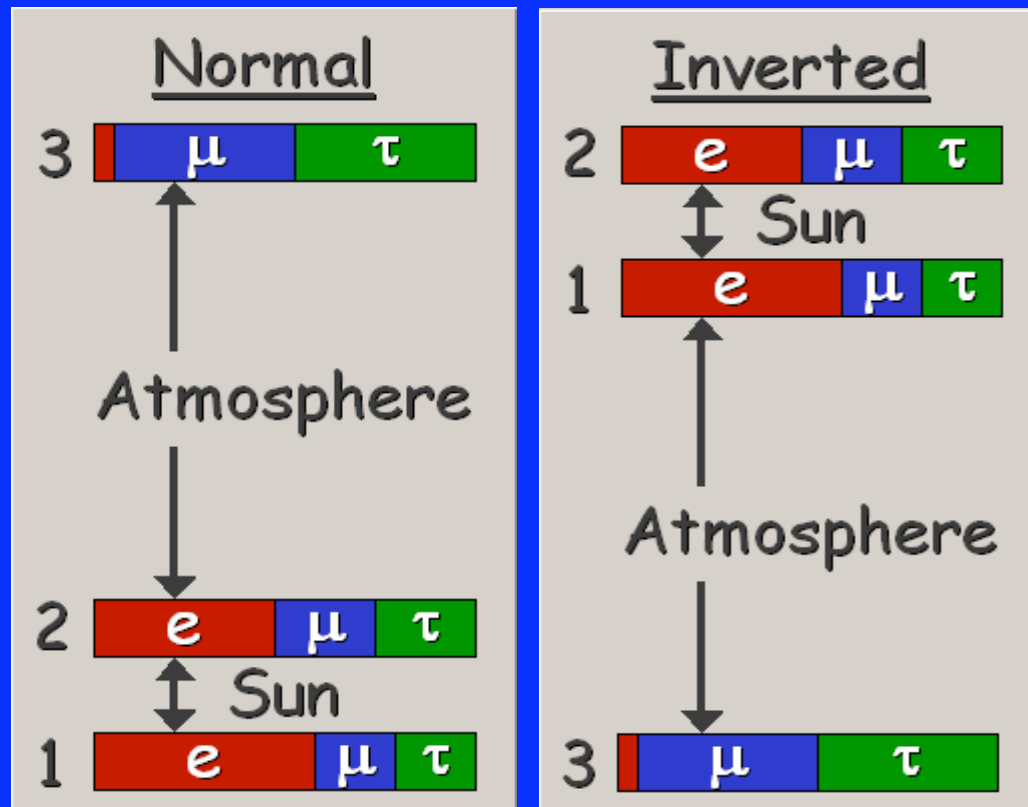 Normal
3 μ τ
Atmosphere
2 e μ τ
Sun
1 e μ τ
Inverted
2 e μ τ
Sun
1 e μ τ
Atmosphere
3 μ τ